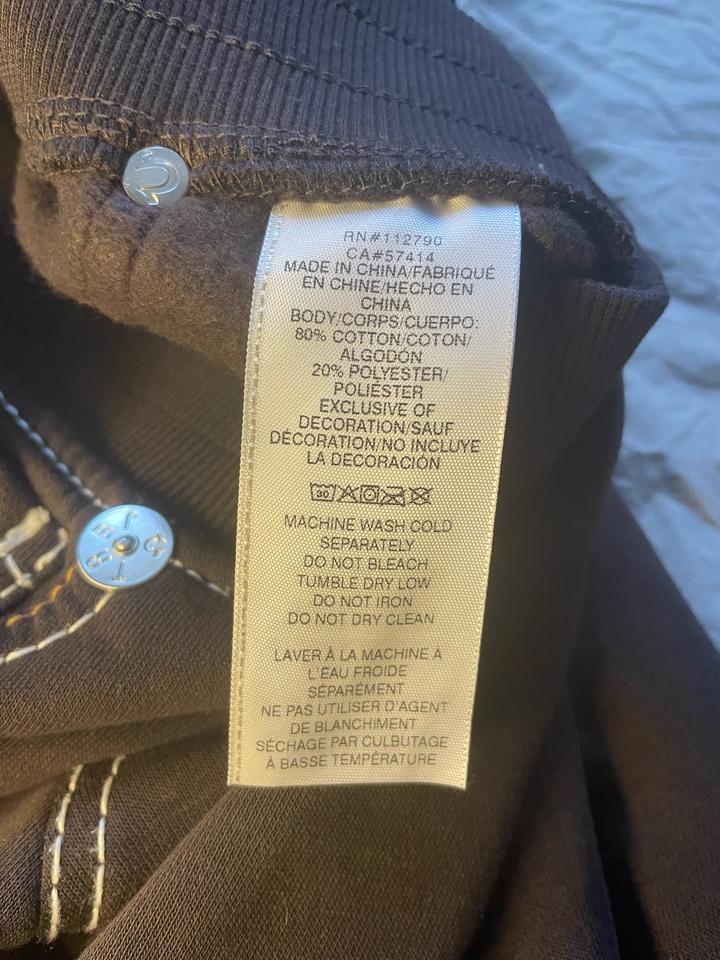 RN#112790
CA#57414
MADE IN CHINA/FABRIQUÉ
EN CHINE/HECHO EN
CHINA
BODY/CORPS/CUERPO:
80% COTTON/COTON/
ALGODÓN
20% POLYESTER/
POLIÉSTER
EXCLUSIVE OF
DECORATION/SAUF
DÉCORATION/NO INCLUYE
LA DECORACIÓN
30
MACHINE WASH COLD
SEPARATELY
DO NOT BLEACH
TUMBLE DRY LOW
DO NOT IRON
DO NOT DRY CLEAN
LAVER À LA MACHINE À
L'EAU FROIDE
SÉPARÉMENT
NE PAS UTILISER D'AGENT
DE BLANCHIMENT
SÉCHAGE PAR CULBUTAGE
À BASSE TEMPÉRATURE